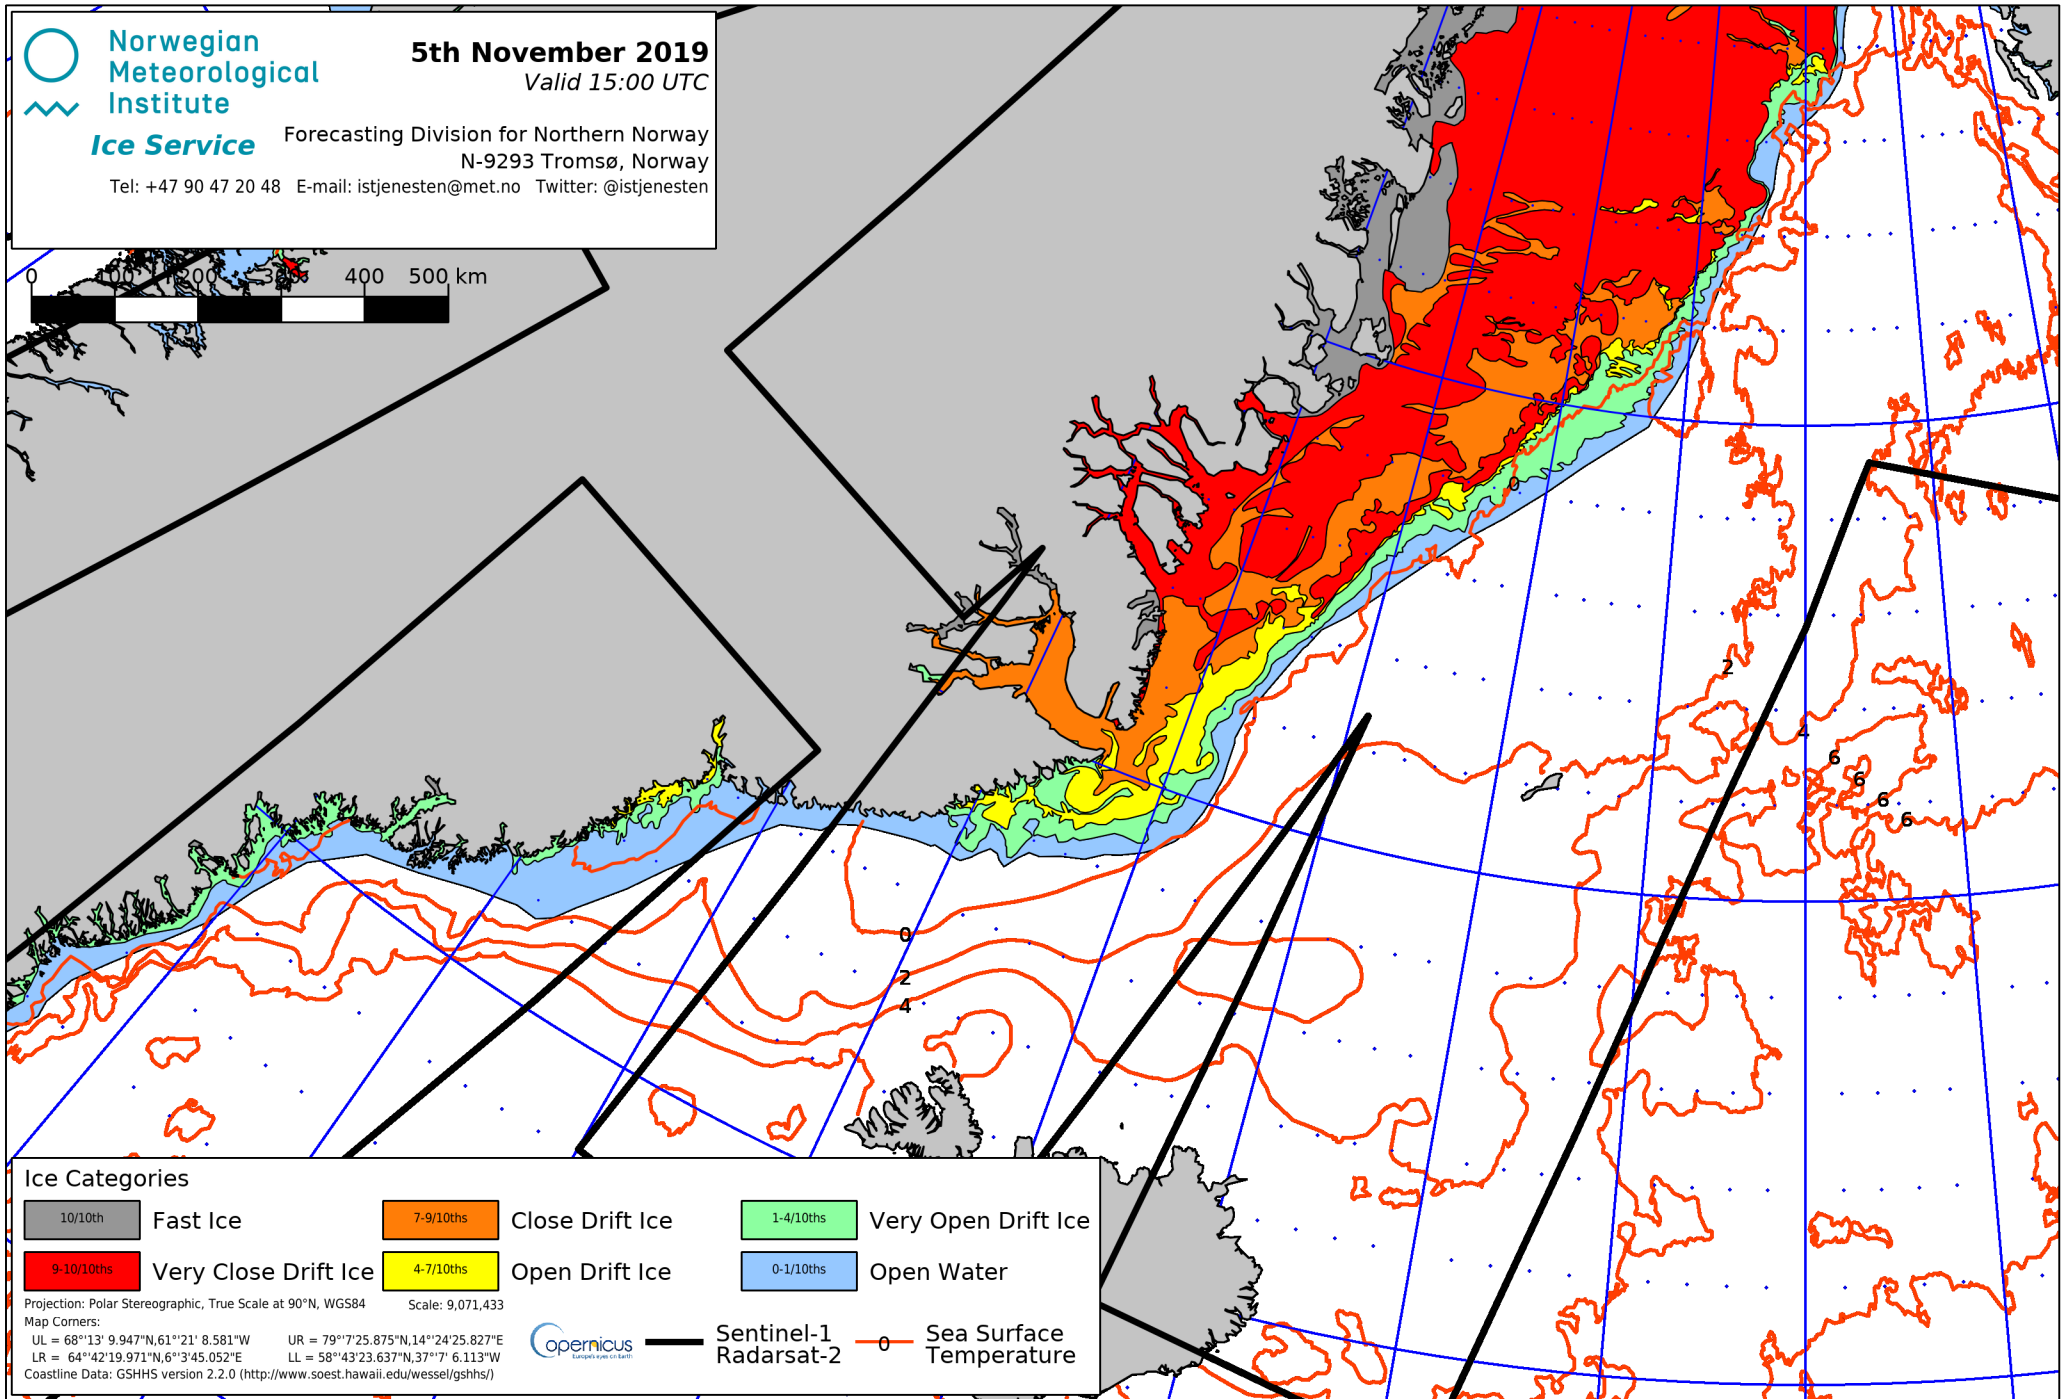 Norwegian
Meteorological
Institute
Ice Service
5th November 2019
Valid 15:00 UTC
Forecasting Division for Northern Norway
N-9293 Tromsø, Norway
Tel: +47 90 47 20 48 E-mail: istjenesten@met.no Twitter: @istjenesten
0 100 200 300 400 500 km
0
2
4
6
6
6
6
0
2
4
Ice Categories
10/10th Fast Ice
7-9/10ths Close Drift Ice
1-4/10ths Very Open Drift Ice
9-10/10ths Very Close Drift Ice
4-7/10ths Open Drift Ice
0-1/10ths Open Water
Projection: Polar Stereographic, True Scale at 90°N, WGS84 Scale: 9,071,433
Map Corners:
UL = 68°'13' 9.947"N,61°'21' 8.581"W UR = 79°'7'25.875"N,14°'24'25.827"E
LR = 64°'42'19.971"N,6°'3'45.052"E LL = 58°'43'23.637"N,37°'7' 6.113"W
Coastline Data: GSHHS version 2.2.0 (http://www.soest.hawaii.edu/wessel/gshhs/)
Copernicus
Europe's eyes on Earth
Sentinel-1
Radarsat-2
0
Sea Surface
Temperature